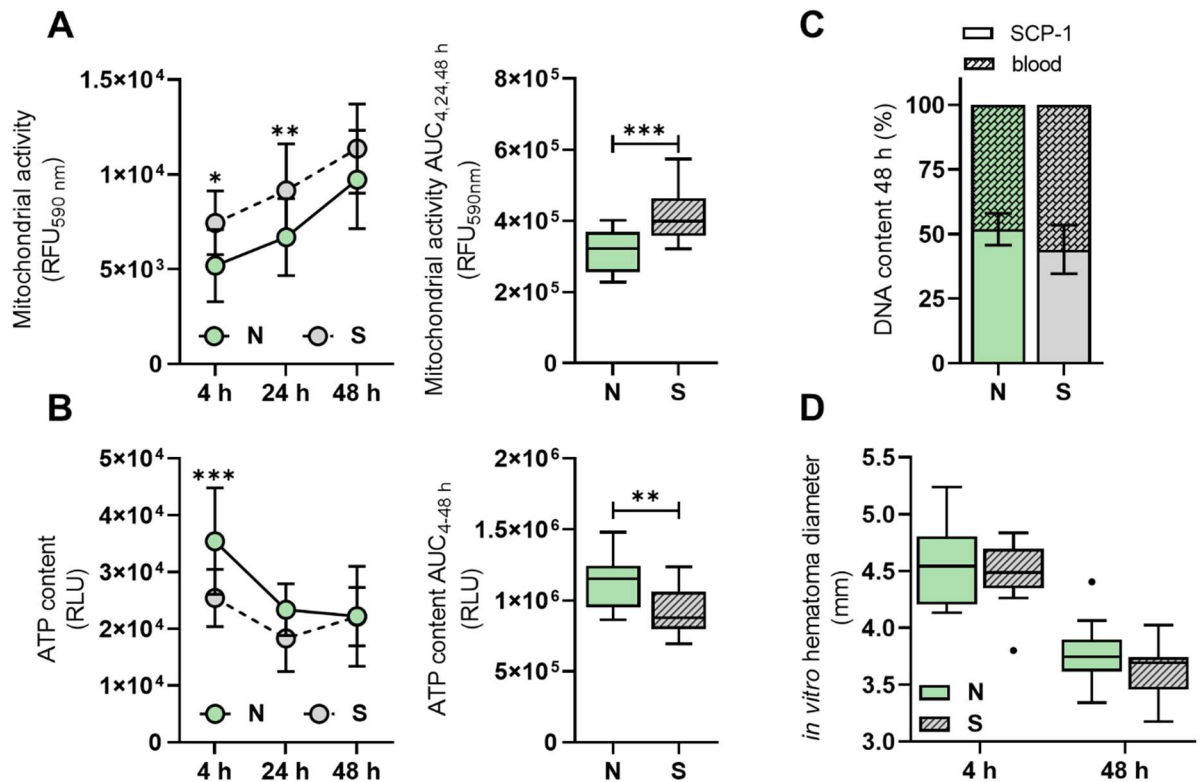 A
Mitochondrial activity
(RFU590 nm)
1.5×10⁴
1×10⁴
5×10³
0
*
**
N
S
4 h
24 h
48 h
Mitochondrial activity AUC4,24,48 h
(RFU590nm)
8×10⁵
6×10⁵
4×10⁵
2×10⁵
0
***
N
S
C
SCP-1
blood
DNA content 48 h (%)
100
75
50
25
0
N
S
B
ATP content
(RLU)
5×10⁴
4×10⁴
3×10⁴
2×10⁴
1×10⁴
0
***
N
S
4 h
24 h
48 h
ATP content AUC4-48 h
(RLU)
2×10⁶
1.5×10⁶
1×10⁶
5×10⁵
0
**
N
S
D
in vitro hematoma diameter
(mm)
5.5
5.0
4.5
4.0
3.5
3.0
N
S
4 h
48 h